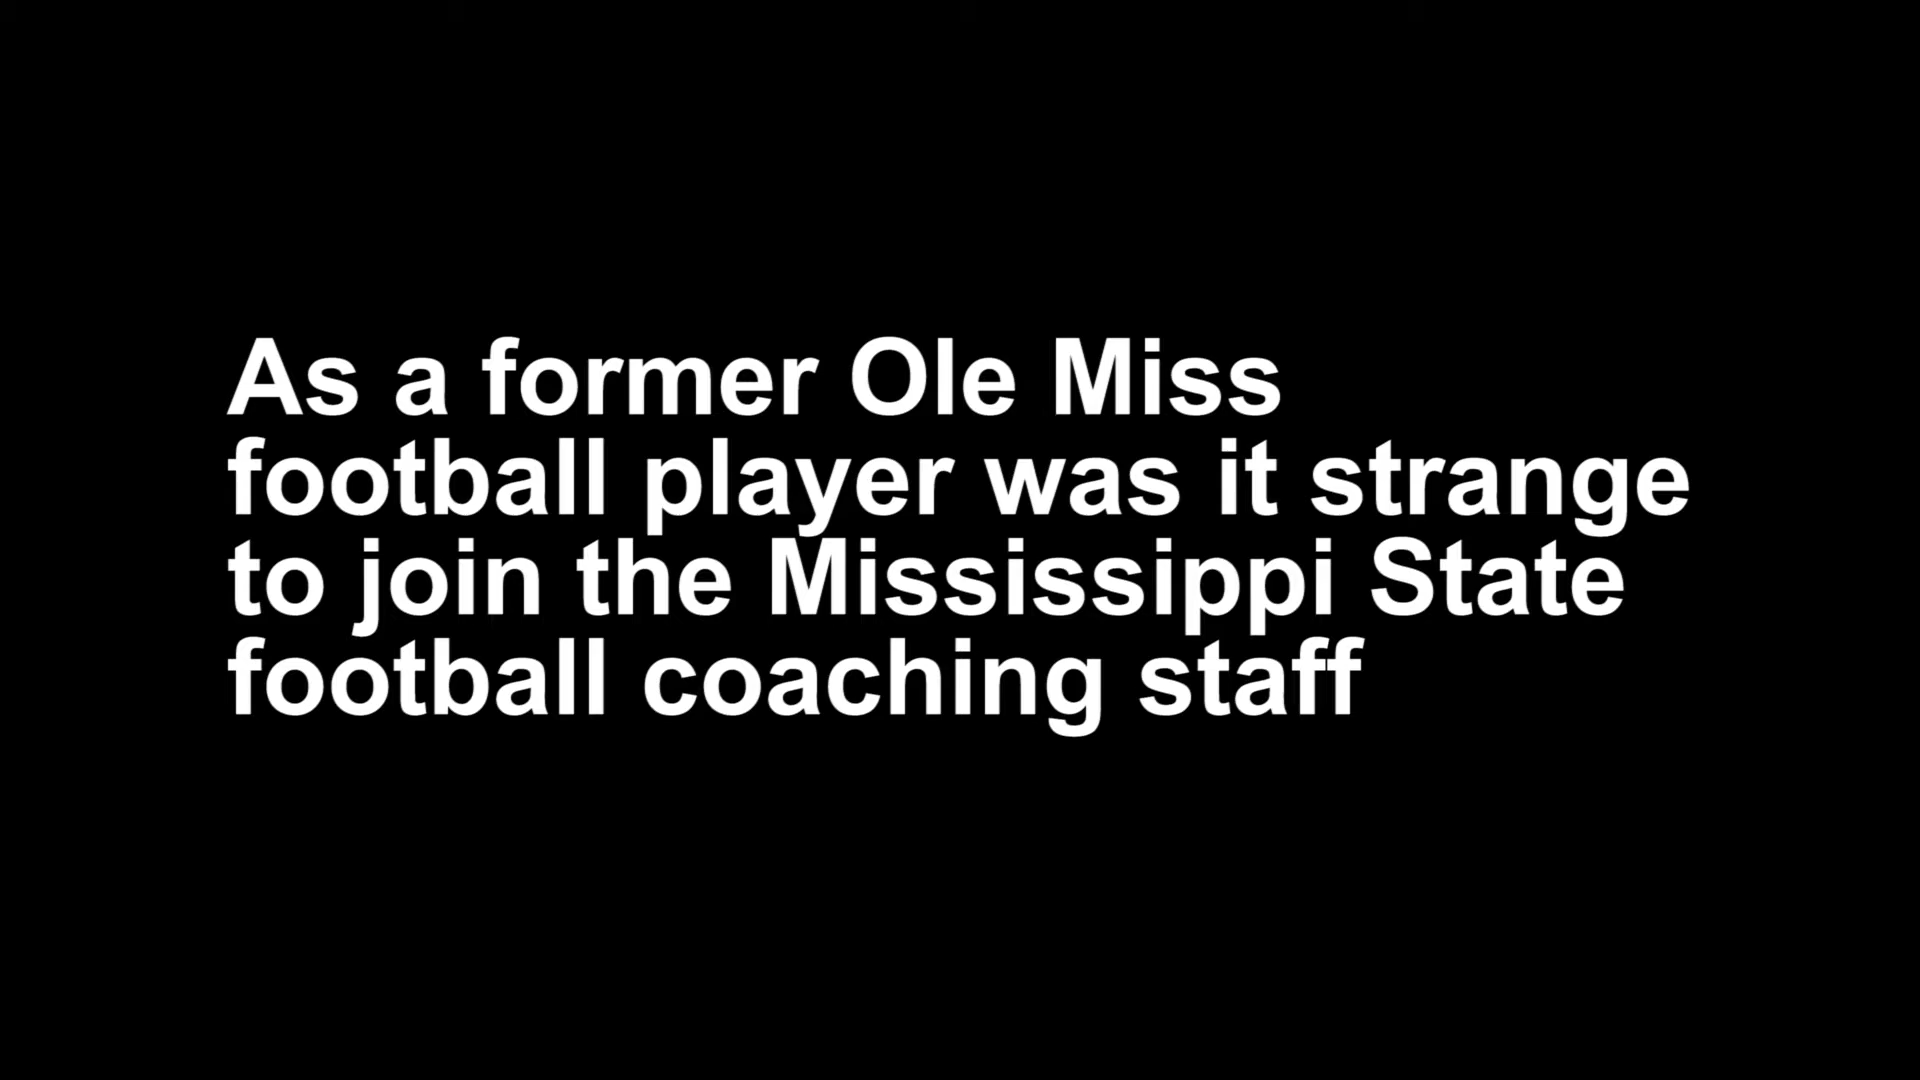 As a former Ole Miss
football player was it strange
to join the Mississippi State
football coaching staff